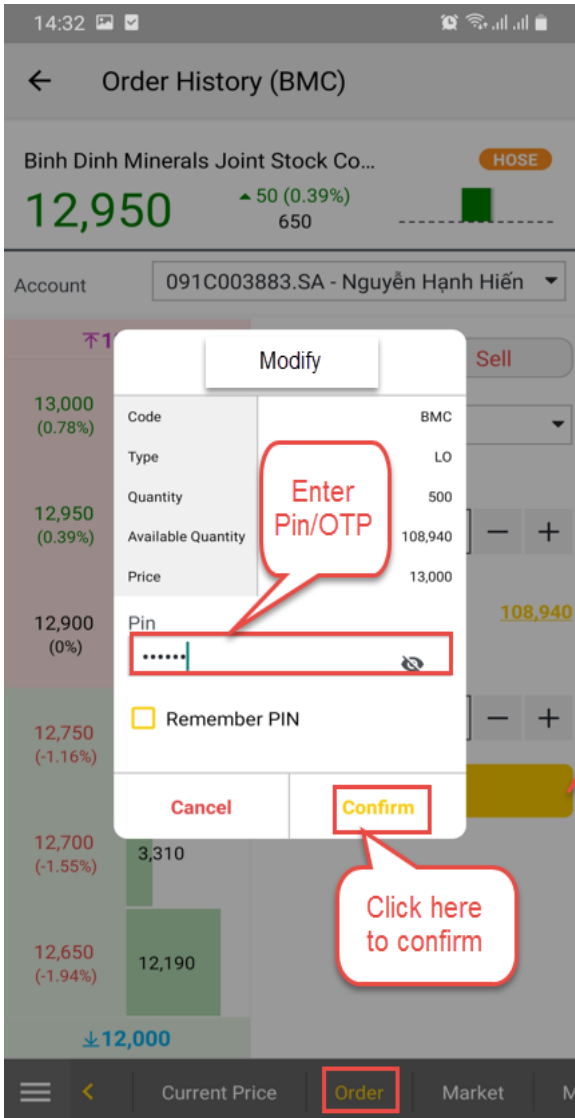 14:32
Order History (BMC)
Binh Dinh Minerals Joint Stock Co...
HOSE
12,950
50 (0.39%)
650
Account
091C003883.SA - Nguyễn Hạnh Hiến
Modify
Sell
13,000
(0.78%)
Code
BMC
Type
LO
Enter
Pin/OTP
Quantity
500
12,950
(0.39%)
Available Quantity
108,940
− +
Price
13,000
12,900
(0%)
Pin
••••••
108,940
Remember PIN
12,750
(-1.16%)
− +
Cancel
Confirm
12,700
(-1.55%)
3,310
Click here
to confirm
12,650
(-1.94%)
12,190
12,000
Current Price
Order
Market